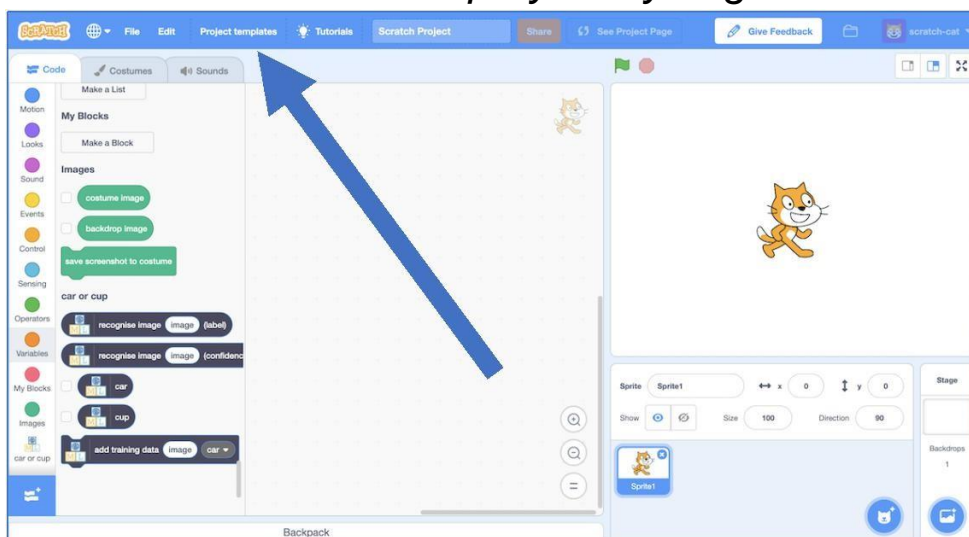 SCRATCH File Edit Project templates Tutorials Scratch Project Share See Project Page Give Feedback scratch-cat
Code Costumes Sounds
Motion
Looks
Sound
Events
Control
Sensing
Operators
Variables
My Blocks
Images
car or cup
Make a List
My Blocks
Make a Block
Images
costume image
backdrop image
save screenshot to costume
car or cup
recognise image image (label)
recognise image image (confidenc
car
cup
add training data image car
Backpack
Sprite Sprite1 x 0 y 0
Show Size 100 Direction 90
Sprite1
Stage
Backdrops
1